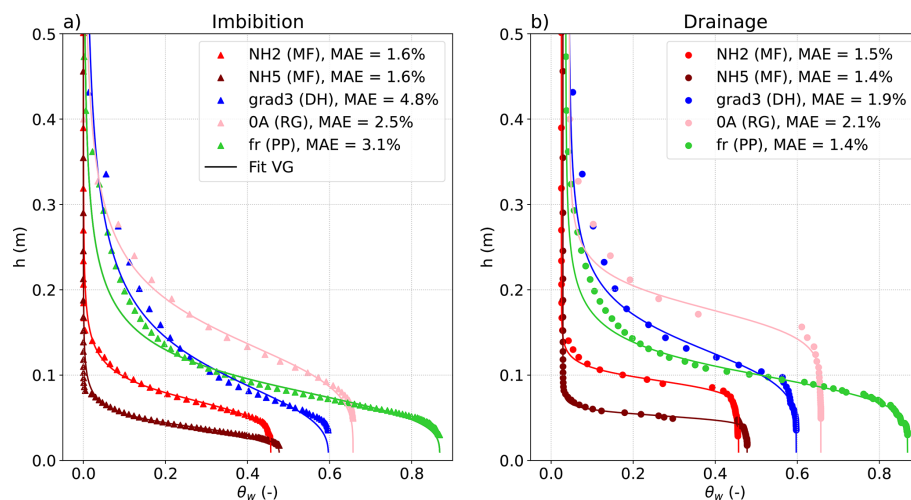 a)
Imbibition
0.5
0.4
0.3
0.2
0.1
0.0
h (m)
NH2 (MF), MAE = 1.6%
NH5 (MF), MAE = 1.6%
grad3 (DH), MAE = 4.8%
0A (RG), MAE = 2.5%
fr (PP), MAE = 3.1%
Fit VG
0.0 0.2 0.4 0.6 0.8
θw (-)
b)
Drainage
0.5
0.4
0.3
0.2
0.1
0.0
h (m)
NH2 (MF), MAE = 1.5%
NH5 (MF), MAE = 1.4%
grad3 (DH), MAE = 1.9%
0A (RG), MAE = 2.1%
fr (PP), MAE = 1.4%
0.0 0.2 0.4 0.6 0.8
θw (-)